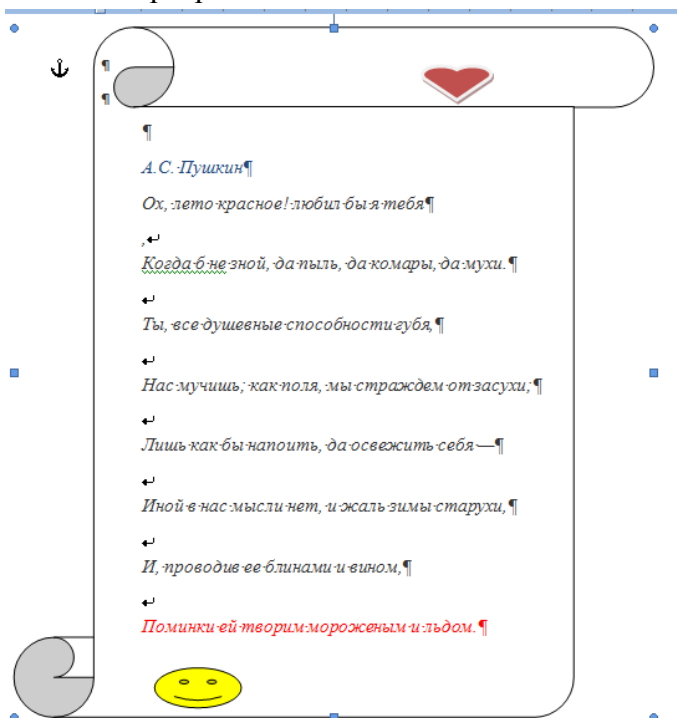 А.С. Пушкин
Ох, лето красное! любил бы я тебя
,
Когда б не зной, да пыль, да комары, да мухи.
Ты, все душевные способности губя,
Нас мучишь; как поля, мы страждем от засухи;
Лишь как бы напоить, да освежить себя —
Иной в нас мысли нет, и жаль зимы старухи,
И, проводив ее блинами и вином,
Поминки ей творим мороженым и льдом.